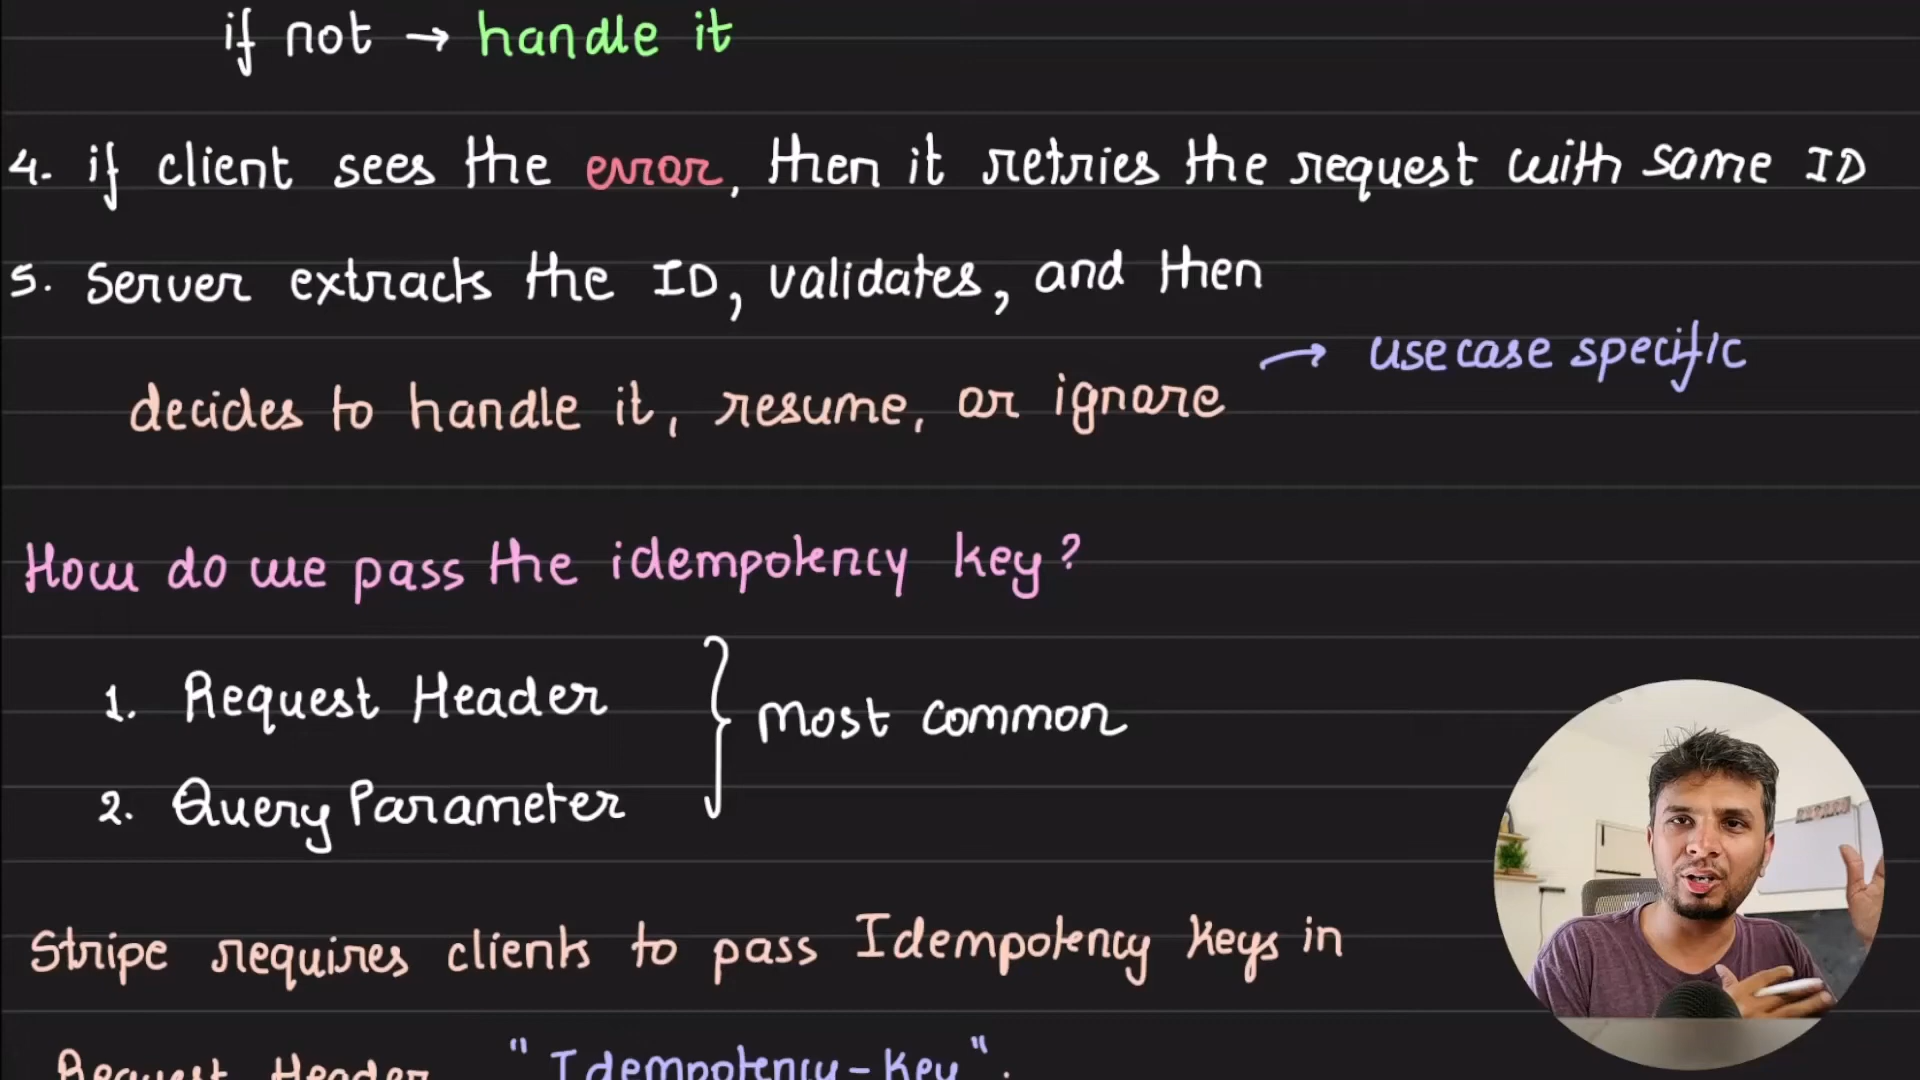 if not → handle it
4. if client sees the error, then it retries the request with same ID
5. Server extracts the ID, validates, and then
decides to handle it, resume, or ignore → usecase specific
How do we pass the idempotency key?
1. Request Header
2. Query Parameter
} most common
Stripe requires clients to pass Idempotency Keys in
Request Header "Idempotency-Key".